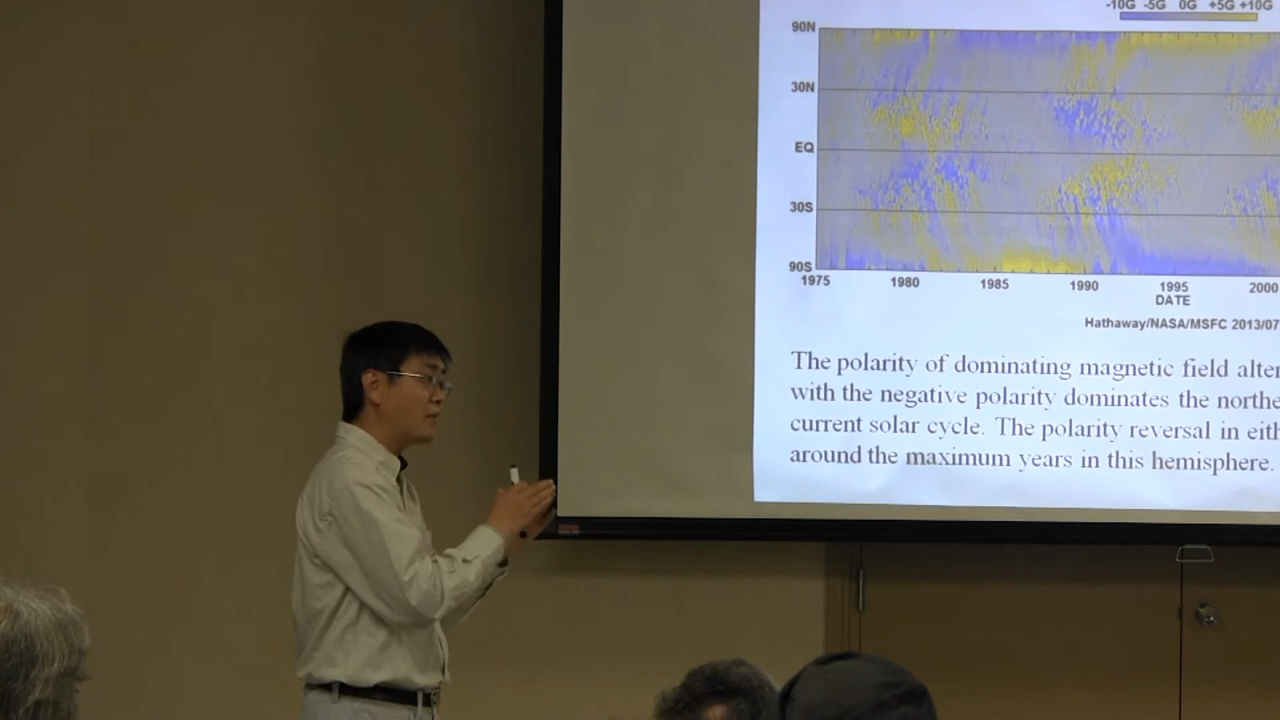 -10G -5G 0G +5G +10G
90N
30N
EQ
30S
90S
1975 1980 1985 1990 1995 2000
DATE
Hathaway/NASA/MSFC 2013/07
The polarity of dominating magnetic field alter
with the negative polarity dominates the northe
current solar cycle. The polarity reversal in eith
around the maximum years in this hemisphere.